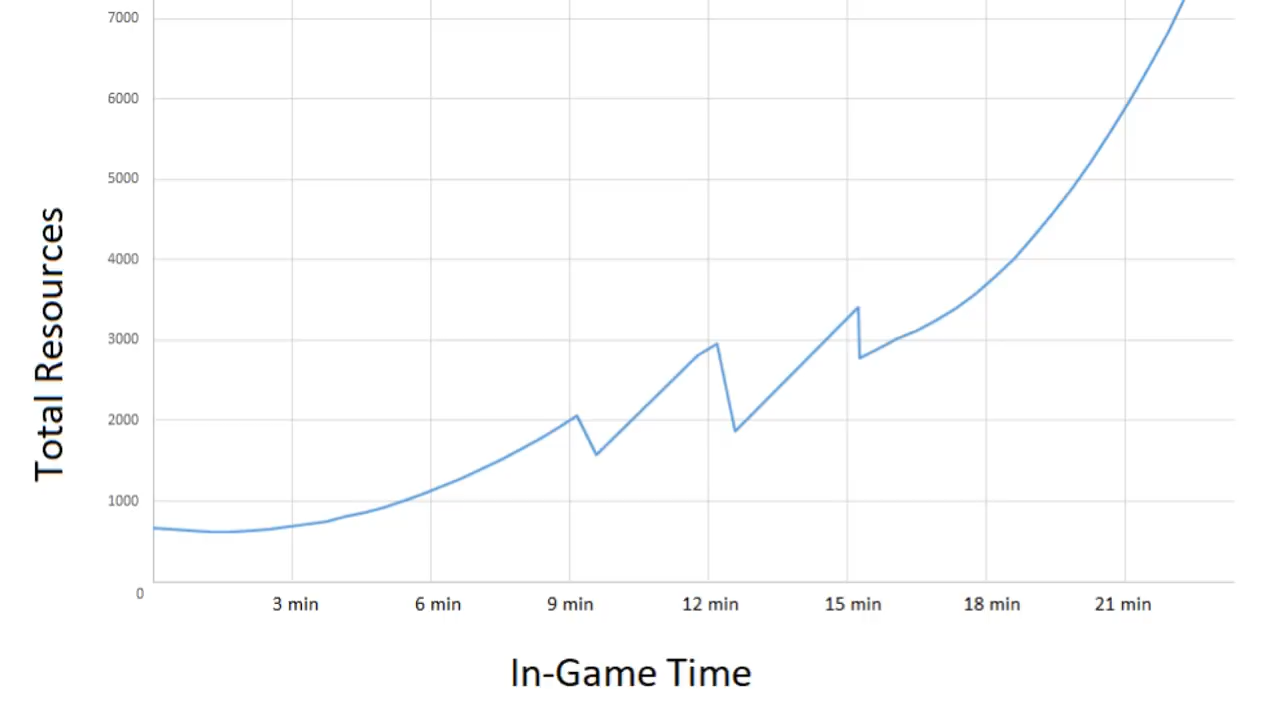 7000
6000
5000
4000
3000
2000
1000
0
Total Resources
3 min 6 min 9 min 12 min 15 min 18 min 21 min
In-Game Time